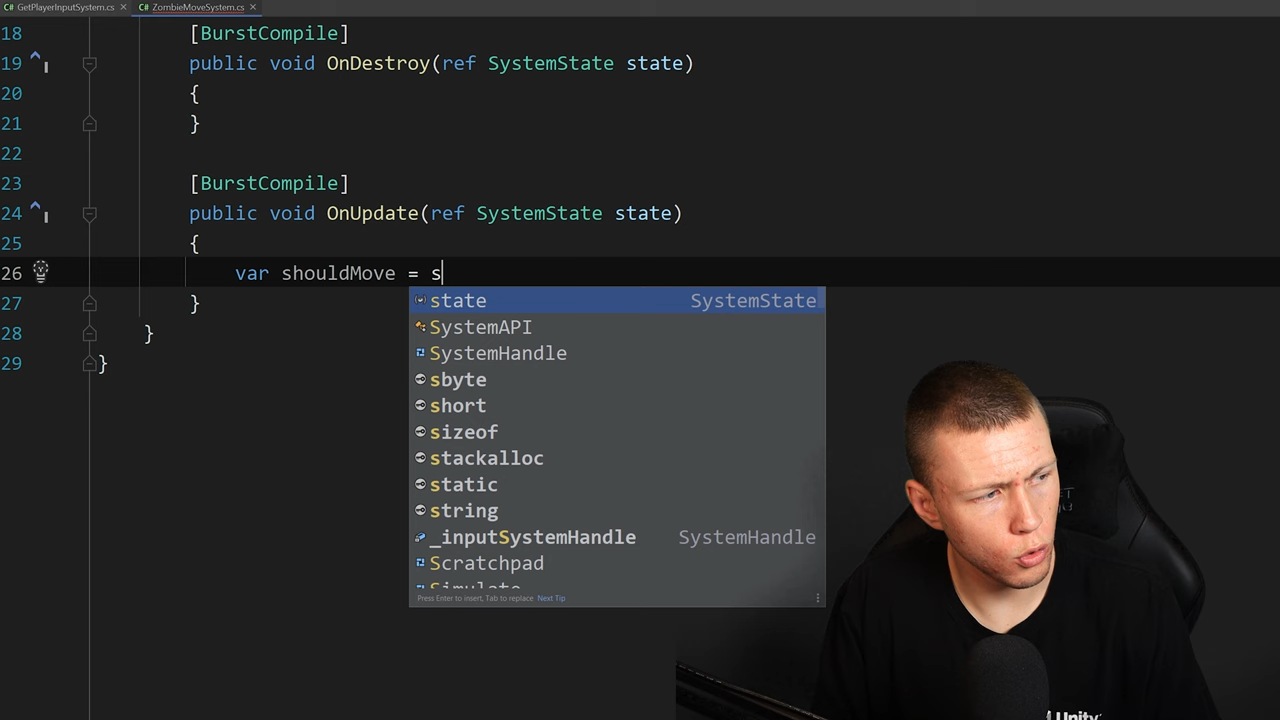 C# GetPlayerInputSystem.cs × C# ZombieMoveSystem.cs ×
18 [BurstCompile]
19 public void OnDestroy(ref SystemState state)
20 {
21 }
22
23 [BurstCompile]
24 public void OnUpdate(ref SystemState state)
25 {
26 var shouldMove = s
27 }
28 }
29 }
state SystemState
SystemAPI
SystemHandle
sbyte
short
sizeof
stackalloc
static
string
_inputSystemHandle SystemHandle
Scratchpad
Simulate
Press Enter to insert, Tab to replace Next Tip
Unity